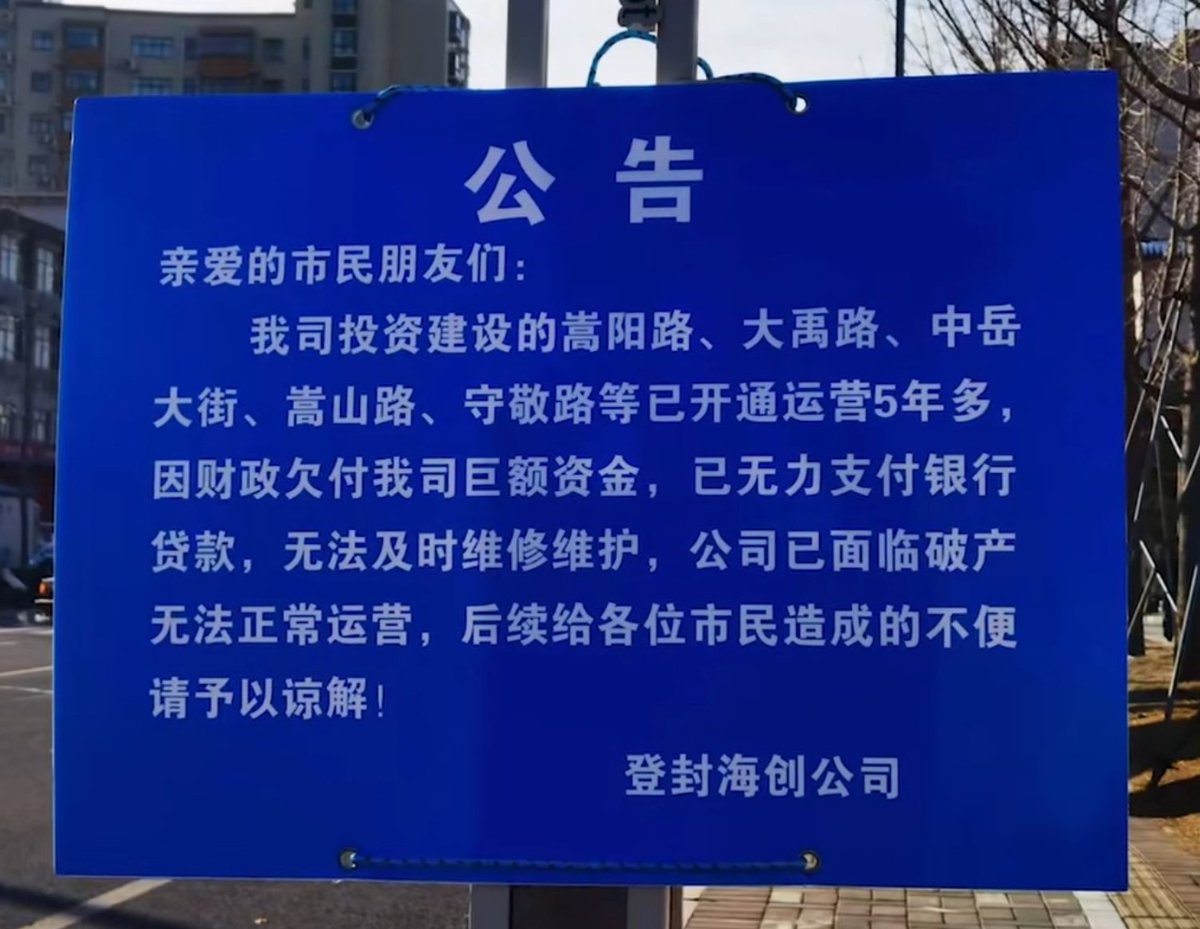 公告
亲爱的市民朋友们：
我司投资建设的嵩阳路、大禹路、中岳
大街、嵩山路、守敬路等已开通运营5年多，
因财政欠付我司巨额资金，已无力支付银行
贷款，无法及时维修维护，公司已面临破产
无法正常运营，后续给各位市民造成的不便
请予以谅解！
登封海创公司